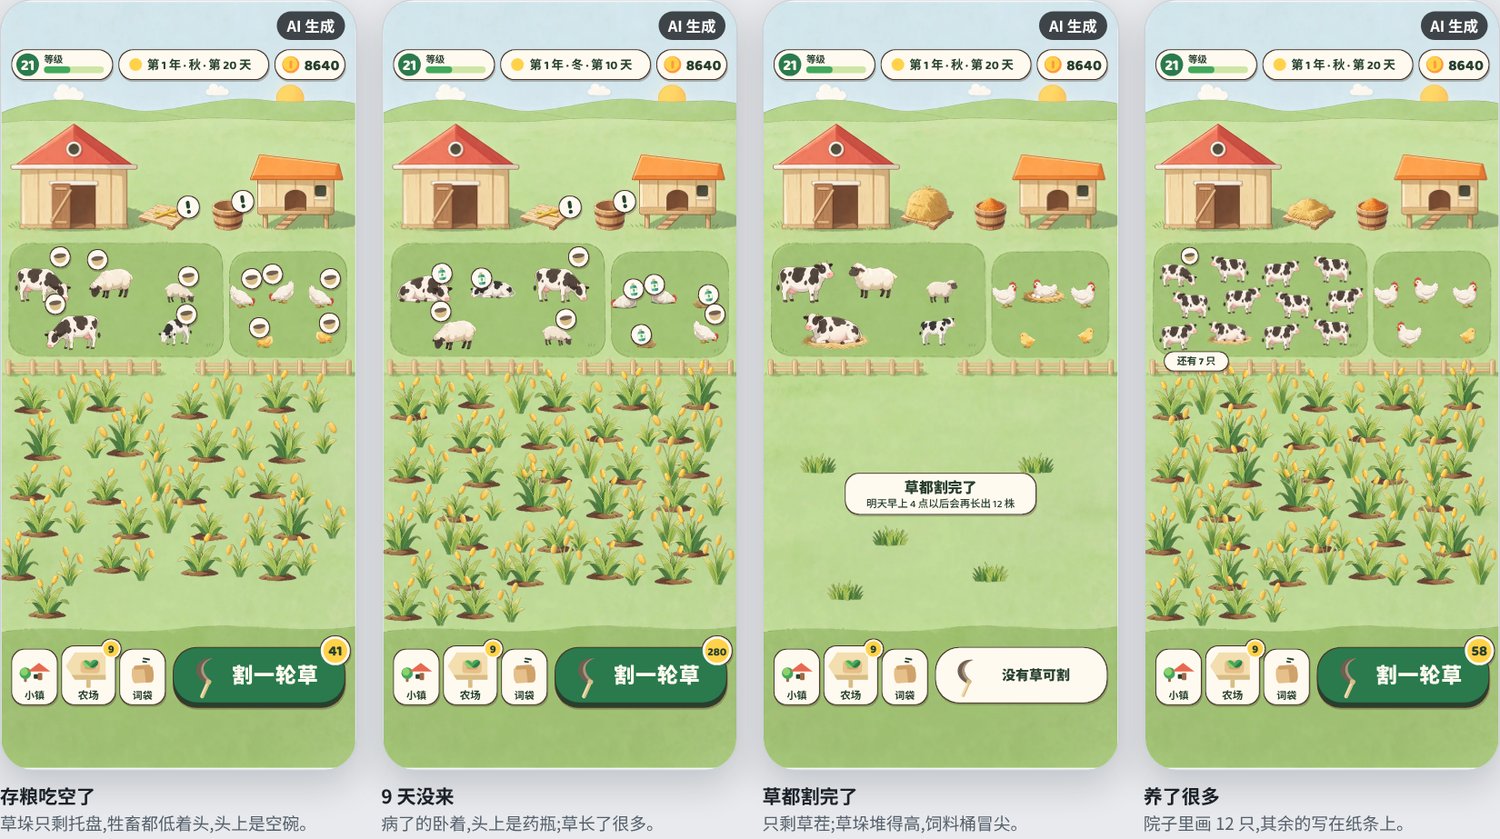 AI 生成
21 等级
第1年·秋·第20天
8640
!
!
41
9
小镇
农场
词袋
割一轮草
存粮吃空了
草垛只剩托盘,牲畜都低着头,头上是空碗。
AI 生成
21 等级
第1年·冬·第10天
8640
!
!
280
9
小镇
农场
词袋
割一轮草
9 天没来
病了的卧着,头上是药瓶;草长了很多。
AI 生成
21 等级
第1年·秋·第20天
8640
草都割完了
明天早上 4 点以后会再长出 12 株
9
小镇
农场
词袋
没有草可割
草都割完了
只剩草茬;草垛堆得高,饲料桶冒尖。
AI 生成
21 等级
第1年·秋·第20天
8640
还有 7 只
58
9
小镇
农场
词袋
割一轮草
养了很多
院子里画 12 只,其余的写在纸条上。